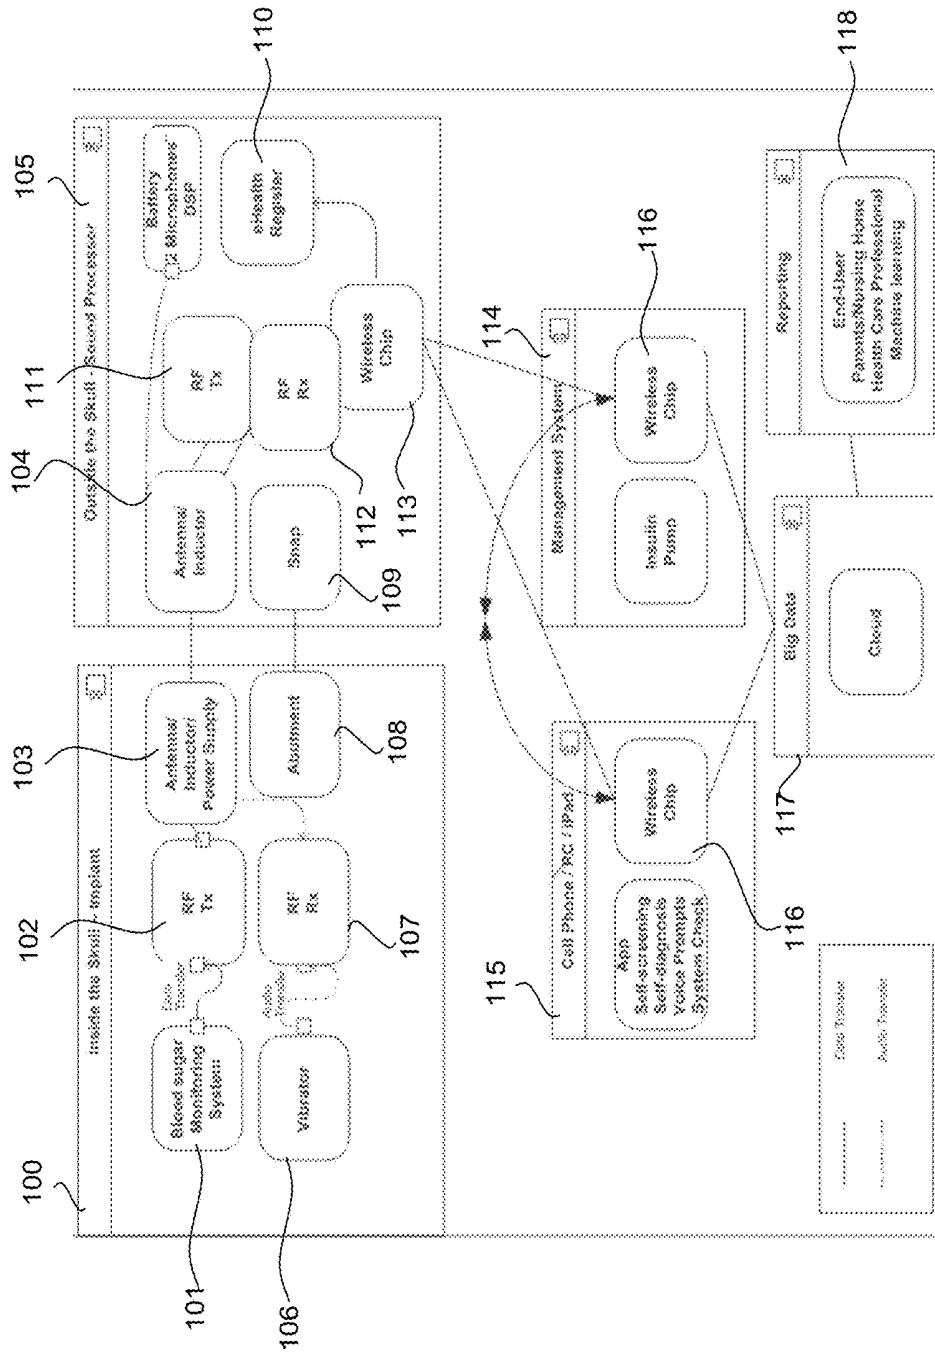 100
Inside the Skull - Implant
101
Blood sugar
Monitoring
System
Data
Transfer
102
RF
Tx
103
Antenna/
Inductor/
Power Supply
106
Vibrator
Audio
Transfer
107
RF
Rx
108
Abutment
105
Outside the Skull - Sound Processor
104
Antenna/
Inductor
111
RF
Tx
Battery
2 Microphones
DSP
109
Snap
112
RF
Rx
113
Wireless
Chip
110
eHealth
Register
115
Cell Phone / PC / iPad
App
Self-screening
Self-diagnosis
Voice Prompts
System Check
116
Wireless
Chip
114
Management System
Insulin
Pump
116
Wireless
Chip
117
Big Data
Cloud
Reporting
118
End-User
Parents/Nursing Home
Health Care Professional
Machine learning
Data Transfer
Audio Transfer